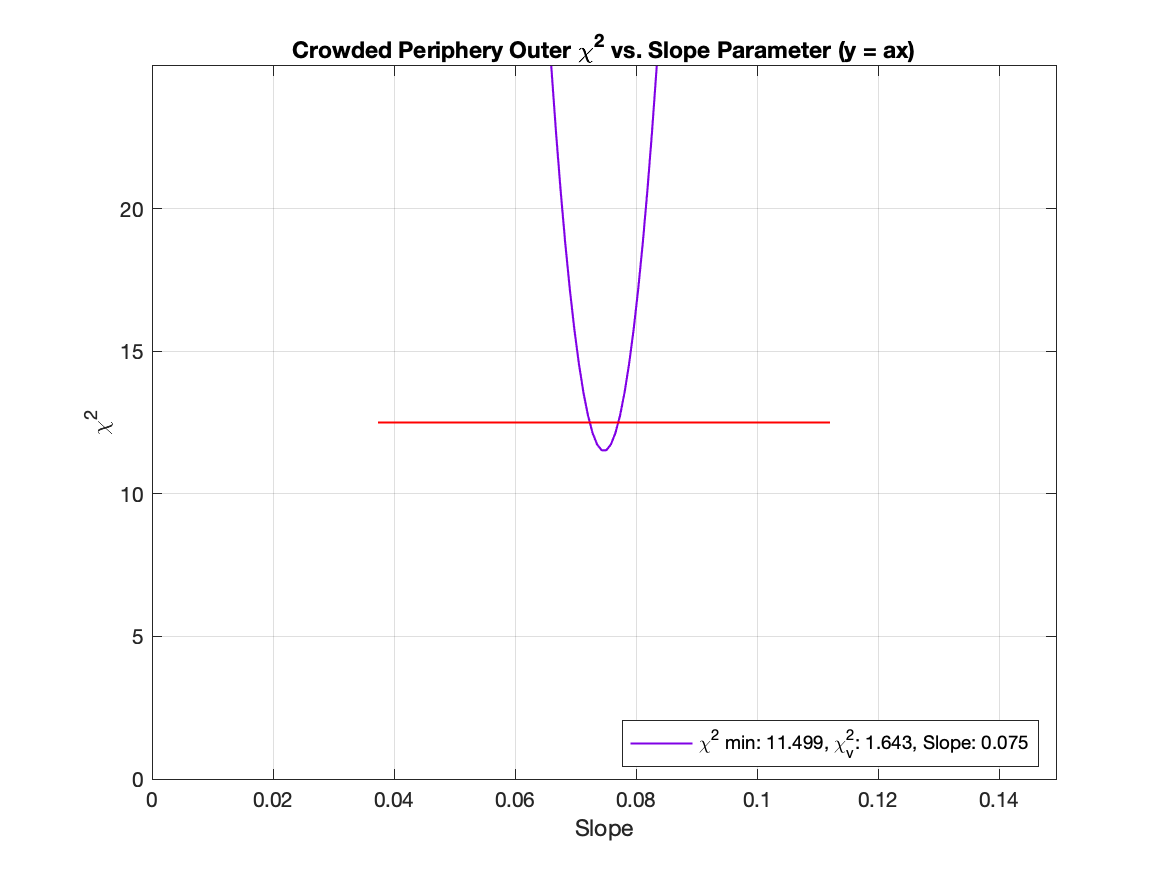 Crowded Periphery Outer χ² vs. Slope Parameter (y = ax)
χ²
20
15
10
5
0
0 0.02 0.04 0.06 0.08 0.1 0.12 0.14
Slope
χ² min: 11.499, χ²ᵥ: 1.643, Slope: 0.075